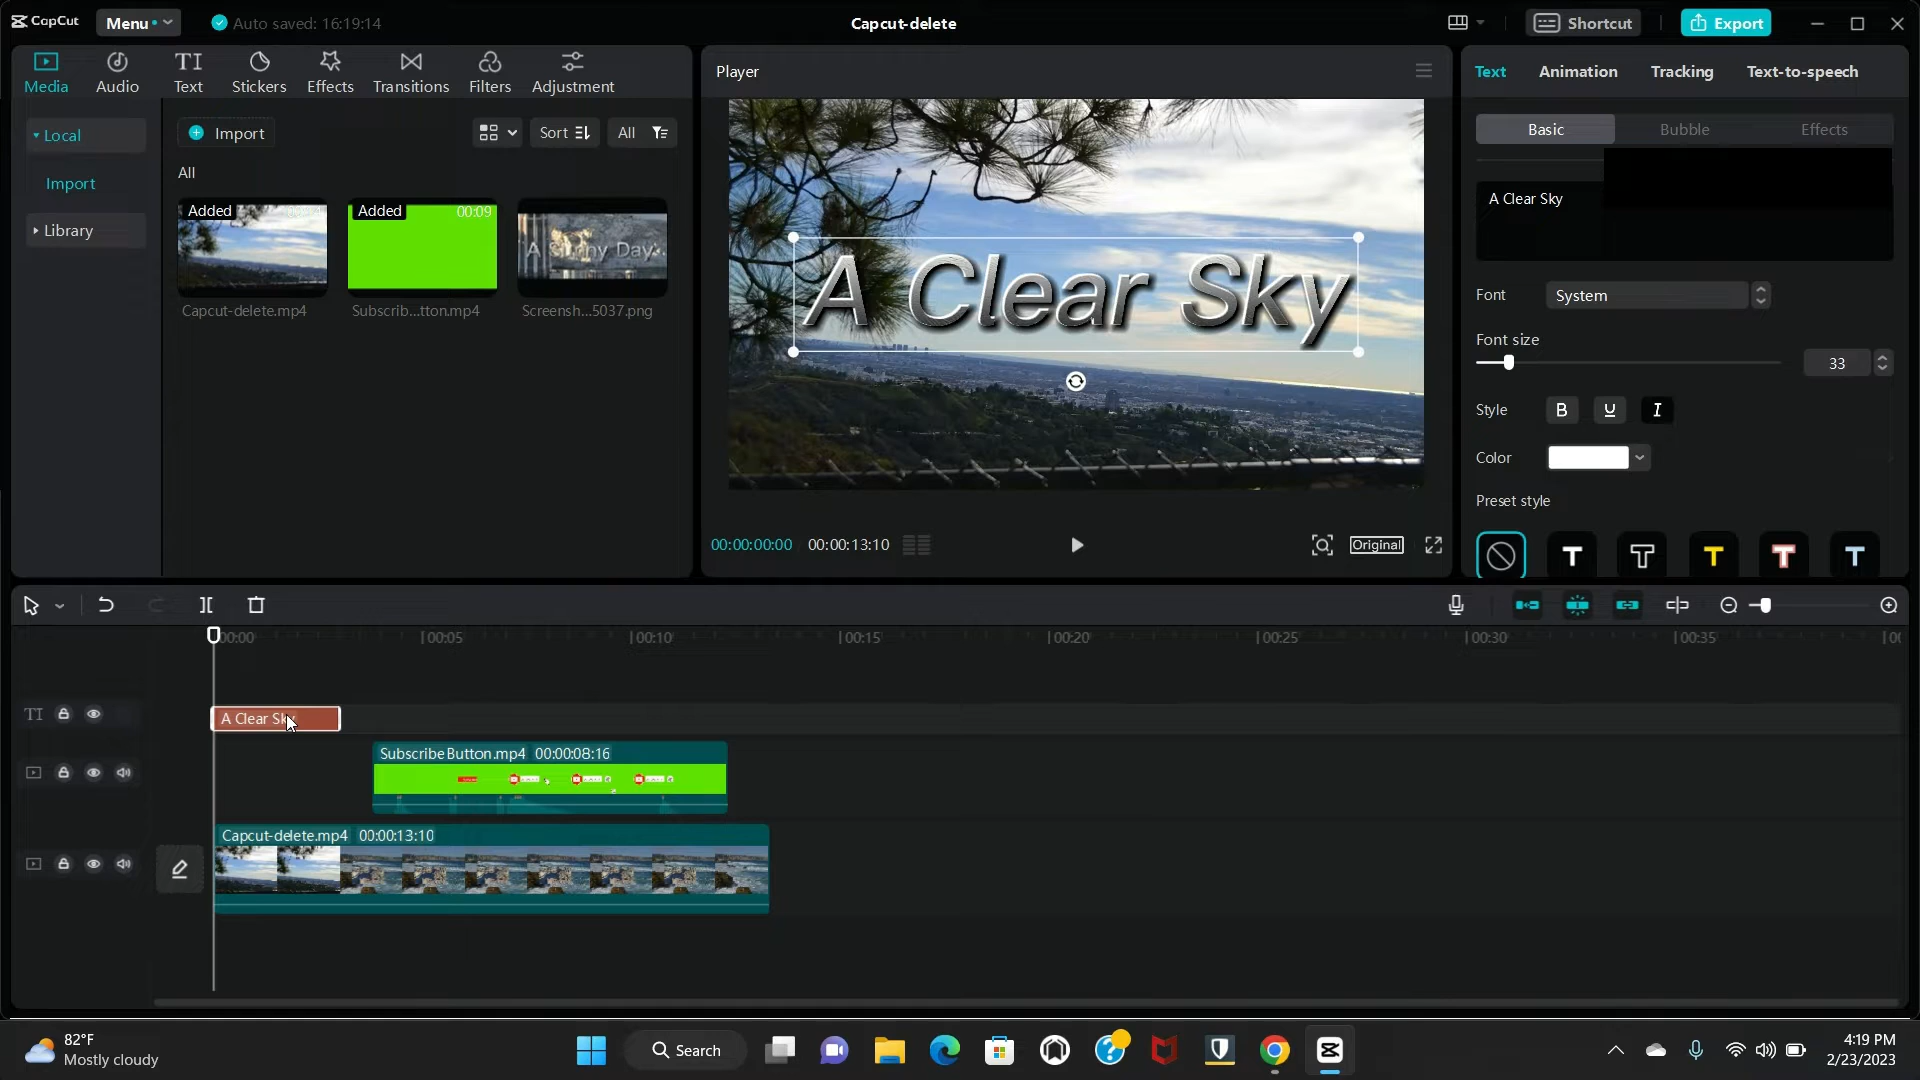 CapCut
Menu
Auto saved: 16:19:14
Capcut-delete
Shortcut
Export
Media
Audio
Text
Stickers
Effects
Transitions
Filters
Adjustment
Local
Import
Library
Import
Sort
All
All
Added
Capcut-delete.mp4
Added
00:09
Subscrib...tton.mp4
A Sunny Day
Screensh...5037.png
Player
A Clear Sky
00:00:00:00
00:00:13:10
Original
Text
Animation
Tracking
Text-to-speech
Basic
Bubble
Effects
A Clear Sky
Font
System
Font size
33
Style
B
U
I
Color
Preset style
T
T
T
T
T
00:00
00:05
00:10
00:15
00:20
00:25
00:30
00:35
TI
A Clear Sky
SubscribeButton.mp4 00:00:08:16
Capcut-delete.mp4 00:00:13:10
82°F
Mostly cloudy
Search
4:19 PM
2/23/2023